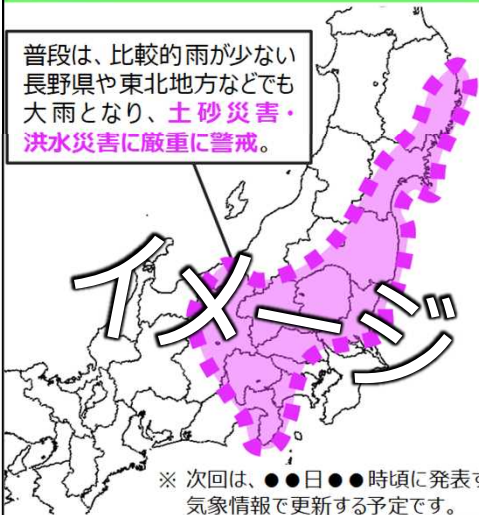 普段は、比較的雨が少ない
長野県や東北地方などでも
大雨となり、土砂災害・
洪水災害に厳重に警戒。
イメージ
※ 次回は、●●日●●時頃に発表す
気象情報で更新する予定です。